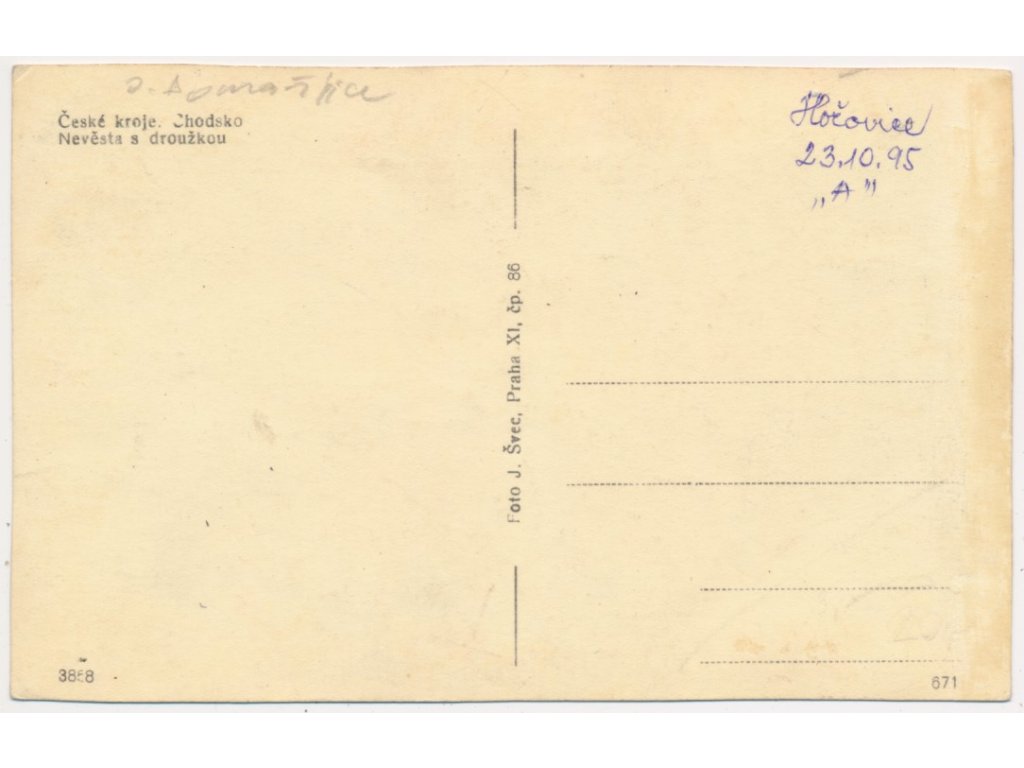 České kroje. Chodsko
Nevěsta s droužkou
Hořovice
23.10.95
„A"
Foto J. Švec, Praha XI, čp. 86
3858
671